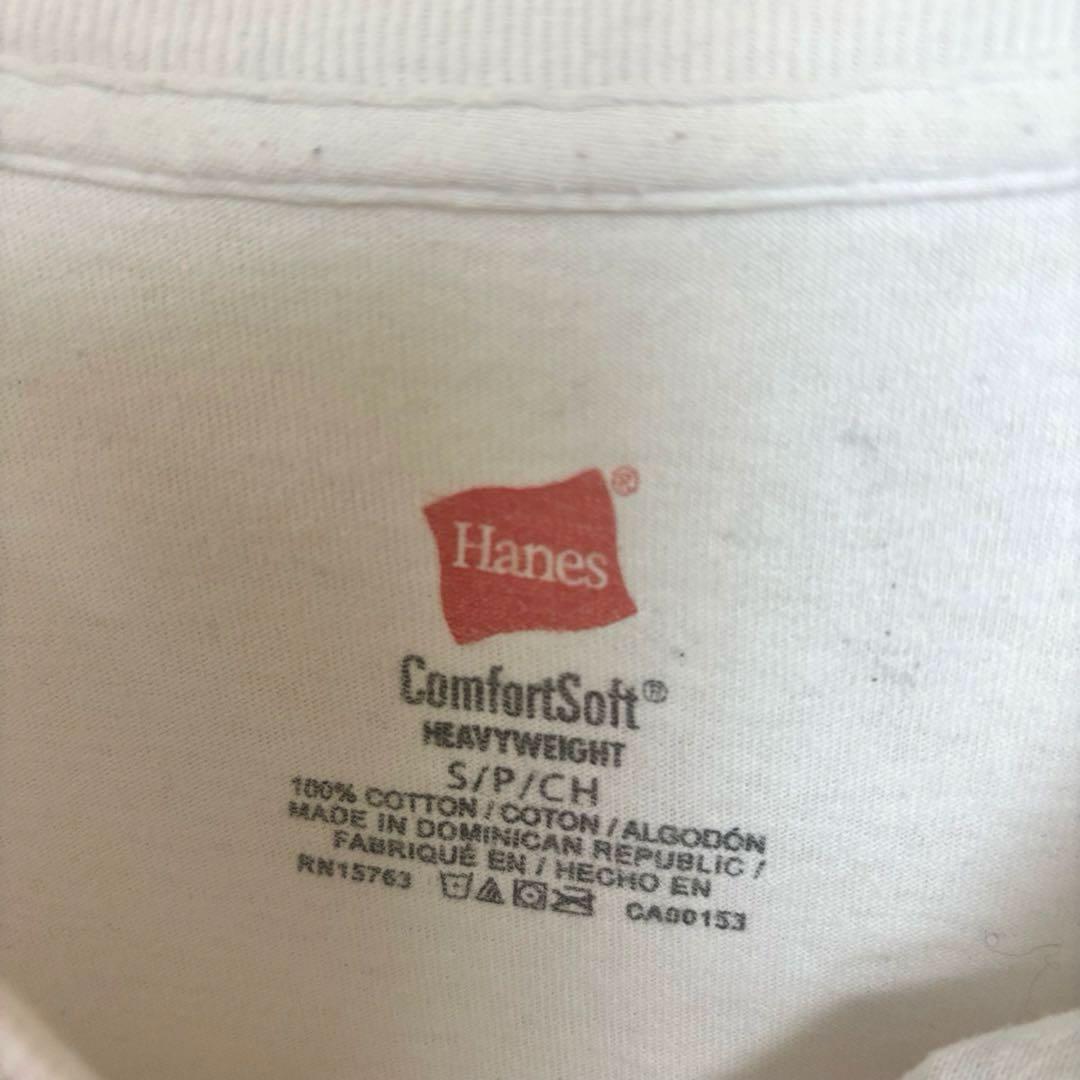 Hanes®
ComfortSoft®
HEAVYWEIGHT
S/P/CH
100% COTTON / COTON / ALGODÓN
MADE IN DOMINICAN REPUBLIC /
FABRIQUÉ EN / HECHO EN
RN15763 CA00153